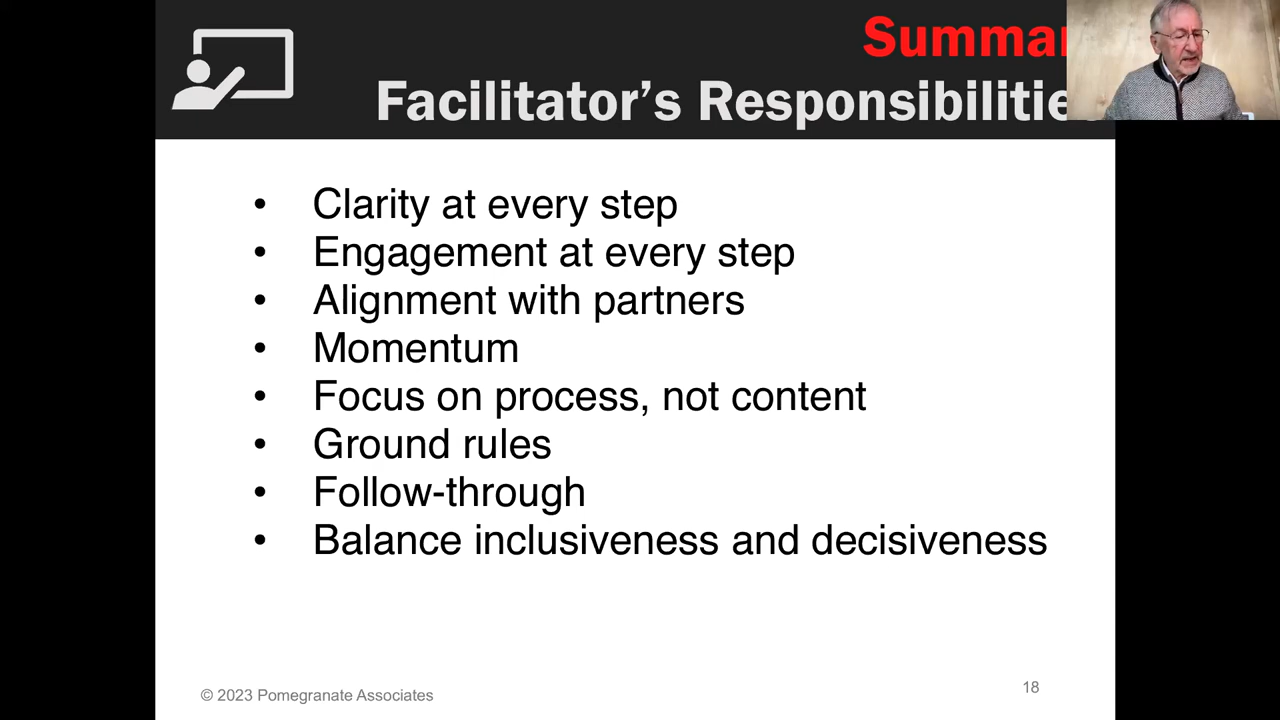 Summar
Facilitator's Responsibilitie
• Clarity at every step
• Engagement at every step
• Alignment with partners
• Momentum
• Focus on process, not content
• Ground rules
• Follow-through
• Balance inclusiveness and decisiveness
© 2023 Pomegranate Associates
18